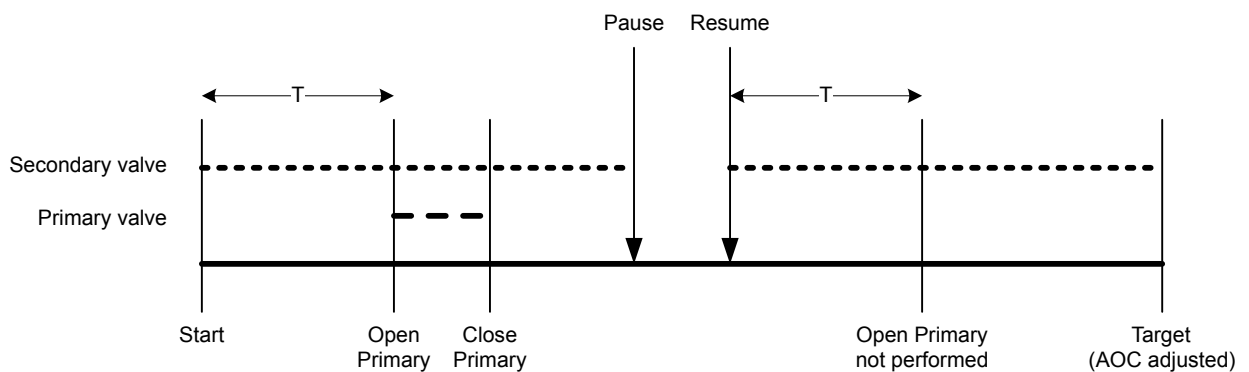 Pause
Resume
T
T
Secondary valve
Primary valve
Start
Open
Primary
Close
Primary
Open Primary
not performed
Target
(AOC adjusted)